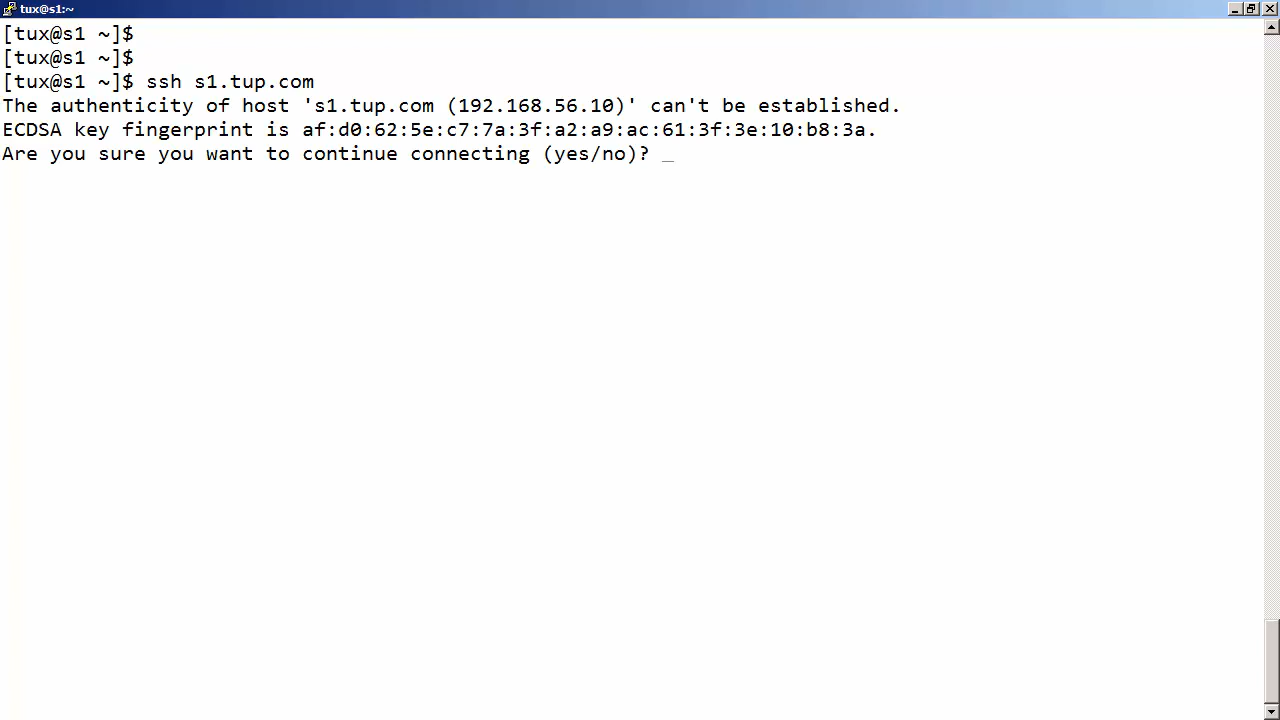 tux@s1:~
[tux@s1 ~]$
[tux@s1 ~]$
[tux@s1 ~]$ ssh s1.tup.com
The authenticity of host 's1.tup.com (192.168.56.10)' can't be established.
ECDSA key fingerprint is af:d0:62:5e:c7:7a:3f:a2:a9:ac:61:3f:3e:10:b8:3a.
Are you sure you want to continue connecting (yes/no)? _